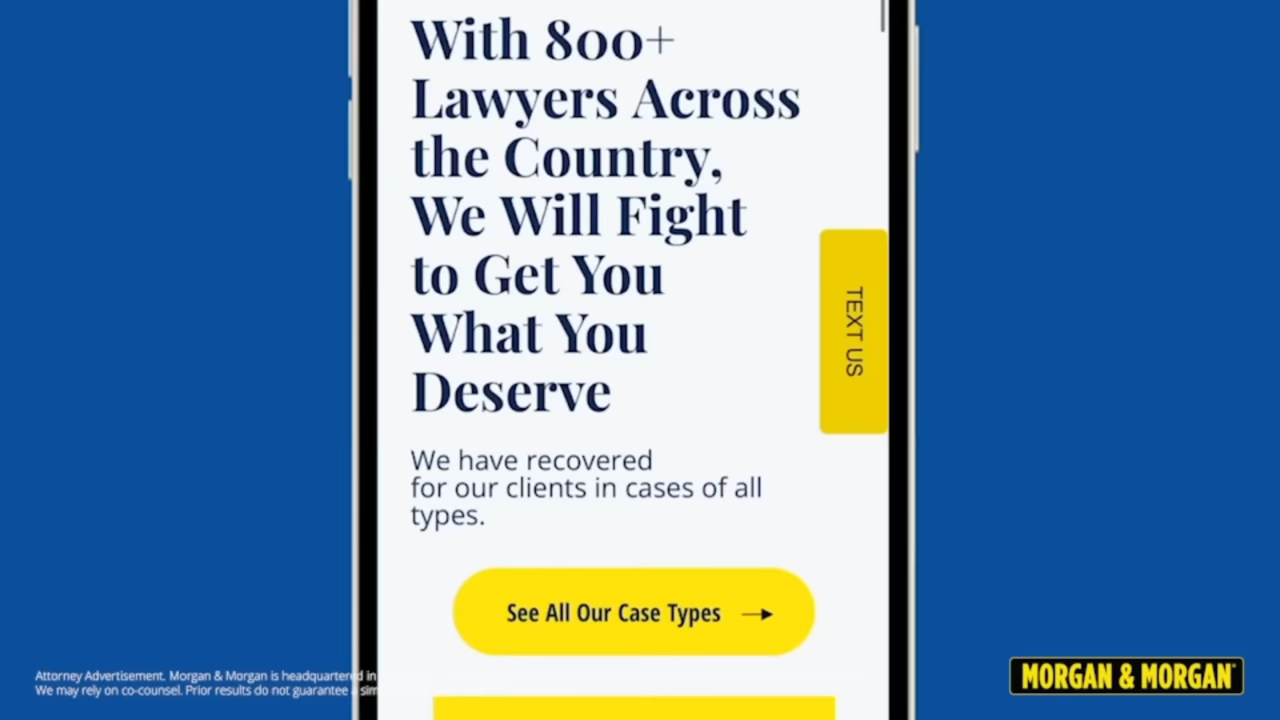 With 800+
Lawyers Across
the Country,
We Will Fight
to Get You
What You
Deserve
TEXT US
We have recovered
for our clients in cases of all
types.
See All Our Case Types
Attorney Advertisement. Morgan & Morgan is headquartered in
We may rely on co-counsel. Prior results do not guarantee a
MORGAN & MORGAN